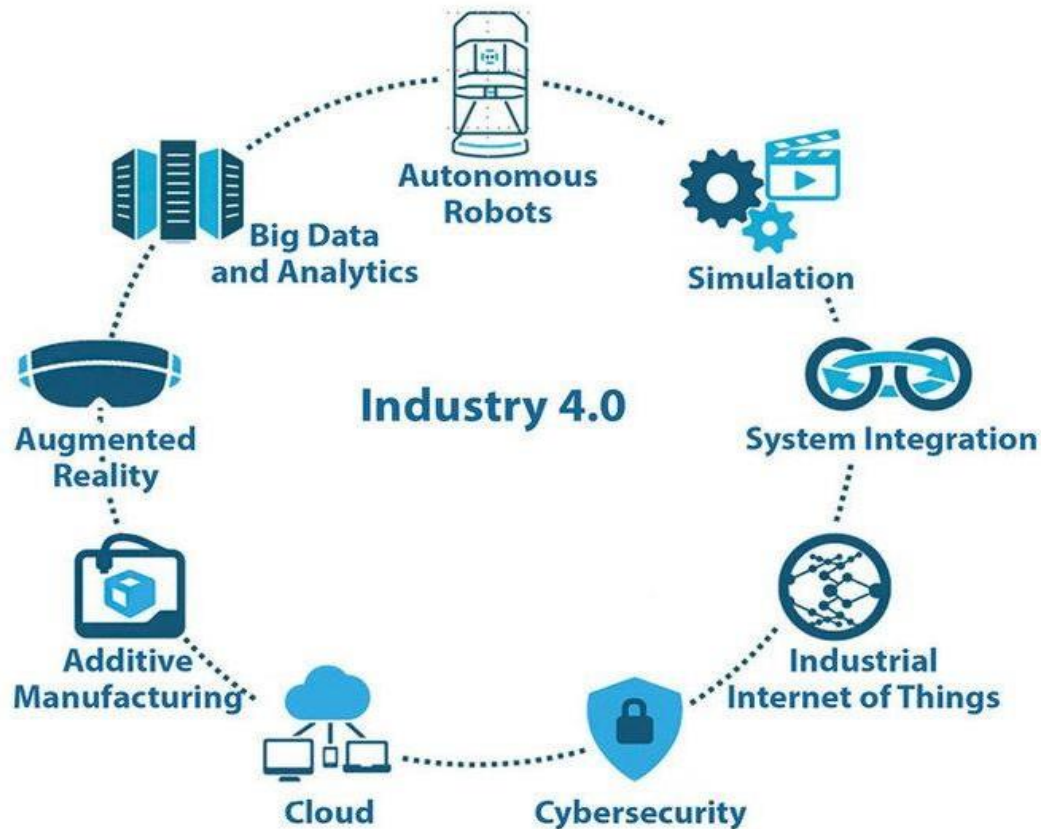 Autonomous
Robots
Big Data
and Analytics
Simulation
Industry 4.0
Augmented
Reality
System Integration
Additive
Manufacturing
Industrial
Internet of Things
Cloud
Cybersecurity